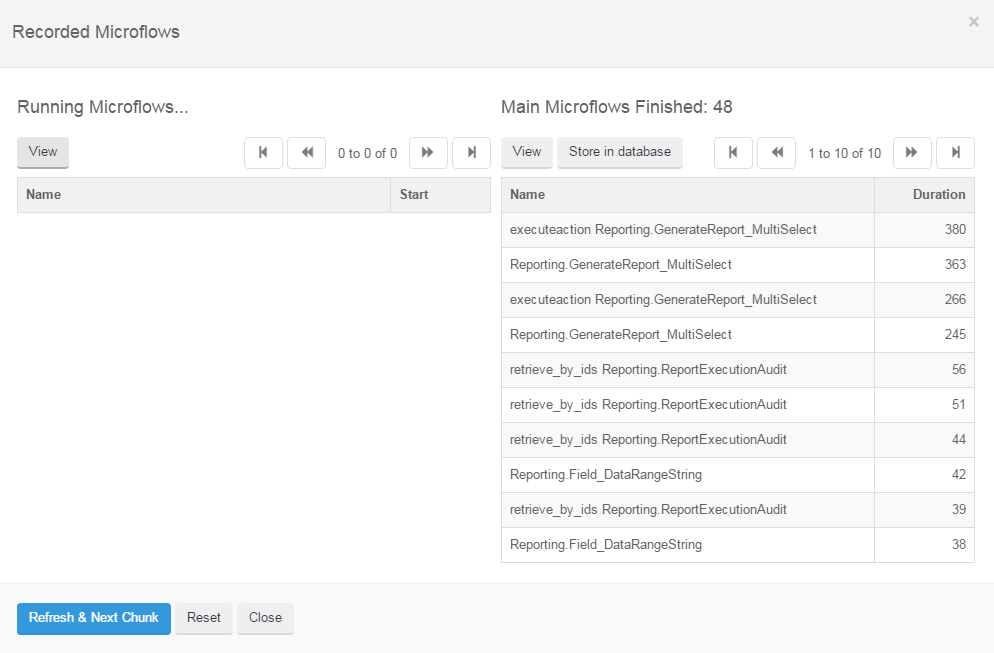 Recorded Microflows
×
Running Microflows...
View
0 to 0 of 0
Name Start
Main Microflows Finished: 48
View Store in database
1 to 10 of 10
Name Duration
executeaction Reporting.GenerateReport_MultiSelect 380
Reporting.GenerateReport_MultiSelect 363
executeaction Reporting.GenerateReport_MultiSelect 266
Reporting.GenerateReport_MultiSelect 245
retrieve_by_ids Reporting.ReportExecutionAudit 56
retrieve_by_ids Reporting.ReportExecutionAudit 51
retrieve_by_ids Reporting.ReportExecutionAudit 44
Reporting.Field_DataRangeString 42
retrieve_by_ids Reporting.ReportExecutionAudit 39
Reporting.Field_DataRangeString 38
Refresh & Next Chunk Reset Close